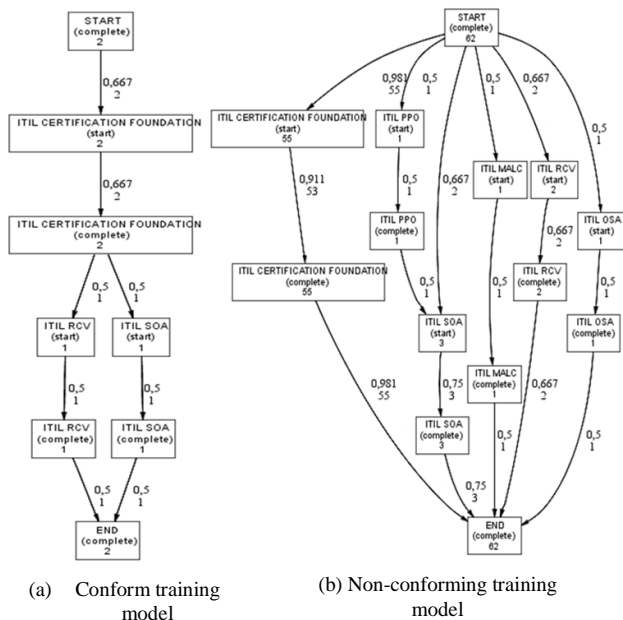 START
(complete)
2
0,667
2
ITIL CERTIFICATION FOUNDATION
(start)
2
0,667
2
ITIL CERTIFICATION FOUNDATION
(complete)
2
0,5
1
0,5
1
ITIL RCV
(start)
1
ITIL SOA
(start)
1
0,5
1
0,5
1
ITIL RCV
(complete)
1
ITIL SOA
(complete)
1
0,5
1
0,5
1
END
(complete)
2
(a) Conform training
model
START
(complete)
62
0,981
55
0,5
1
0,5
1
0,667
2
ITIL CERTIFICATION FOUNDATION
(start)
55
ITIL PPO
(start)
1
0,667
2
0,5
1
ITIL MALC
(start)
1
ITIL RCV
(start)
2
0,911
53
0,5
1
ITIL PPO
(complete)
1
0,667
2
ITIL OSA
(start)
1
ITIL CERTIFICATION FOUNDATION
(complete)
55
0,5
1
0,5
1
ITIL RCV
(complete)
2
0,5
1
ITIL SOA
(start)
3
ITIL OSA
(complete)
1
0,981
55
0,75
3
ITIL MALC
(complete)
1
0,667
2
ITIL SOA
(complete)
3
0,5
1
0,5
1
0,75
3
END
(complete)
62
(b) Non-conforming training
model